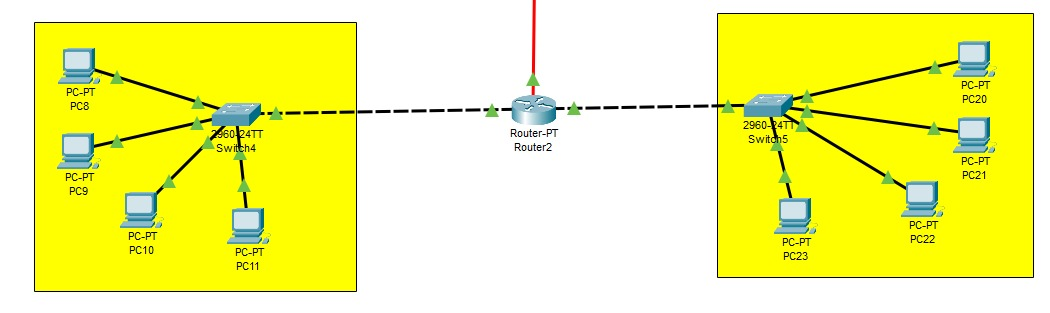 PC-PT
PC8
PC-PT
PC9
PC-PT
PC10
PC-PT
PC11
2960-24TT
Switch4
Router-PT
Router2
2960-24TT
Switch5
PC-PT
PC20
PC-PT
PC21
PC-PT
PC22
PC-PT
PC23